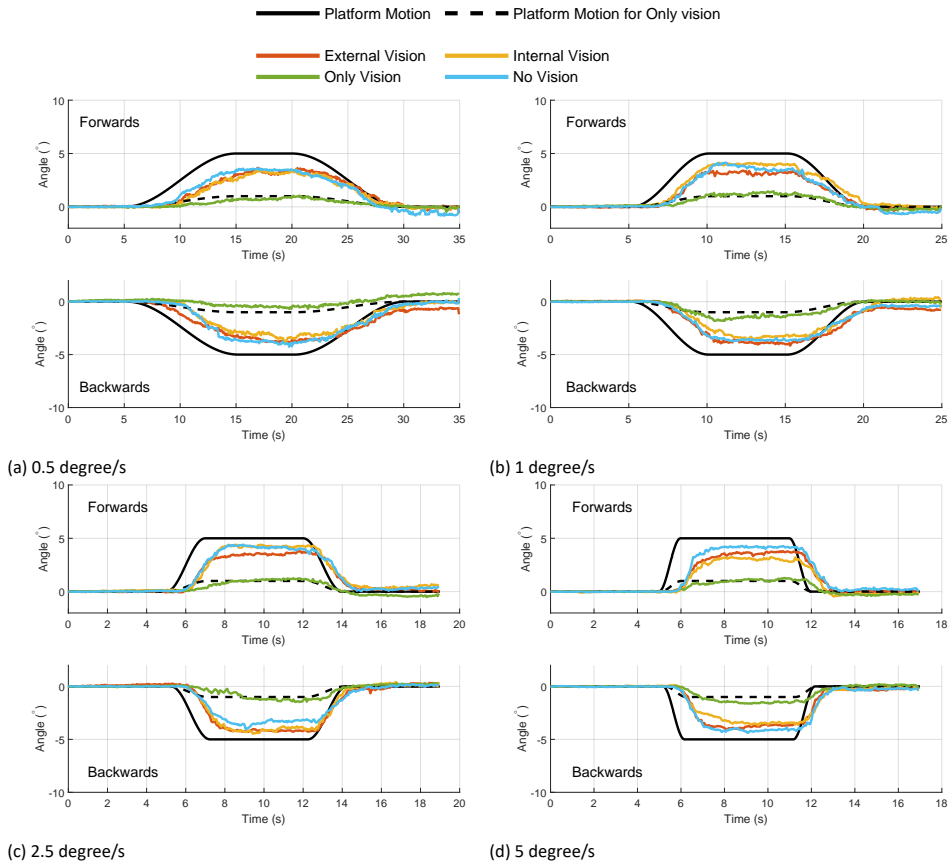 Platform Motion
Platform Motion for Only vision
External Vision
Internal Vision
Only Vision
No Vision
10
5
0
Angle (°)
Forwards
0 5 10 15 20 25 30 35
Time (s)
0
-5
-10
Angle (°)
Backwards
0 5 10 15 20 25 30 35
Time (s)
(a) 0.5 degree/s
10
5
0
Angle (°)
Forwards
0 5 10 15 20 25
Time (s)
0
-5
-10
Angle (°)
Backwards
0 5 10 15 20 25
Time (s)
(b) 1 degree/s
10
5
0
Angle (°)
Forwards
0 2 4 6 8 10 12 14 16 18 20
Time (s)
0
-5
-10
Angle (°)
Backwards
0 2 4 6 8 10 12 14 16 18 20
Time (s)
(c) 2.5 degree/s
10
5
0
Angle (°)
Forwards
0 2 4 6 8 10 12 14 16 18
Time (s)
0
-5
-10
Angle (°)
Backwards
0 2 4 6 8 10 12 14 16 18
Time (s)
(d) 5 degree/s